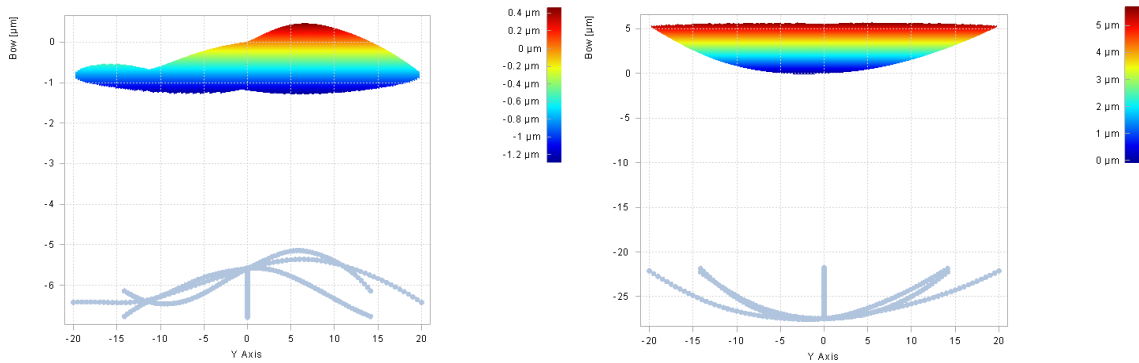 Bow [µm]
0
-1
-2
-3
-4
-5
-6
-20
-15
-10
-5
0
5
10
15
20
Y Axis
0.4 µm
0.2 µm
0 µm
-0.2 µm
-0.4 µm
-0.6 µm
-0.8 µm
-1 µm
-1.2 µm
Bow [µm]
5
0
-5
-10
-15
-20
-25
-20
-15
-10
-5
0
5
10
15
20
Y Axis
5 µm
4 µm
3 µm
2 µm
1 µm
0 µm